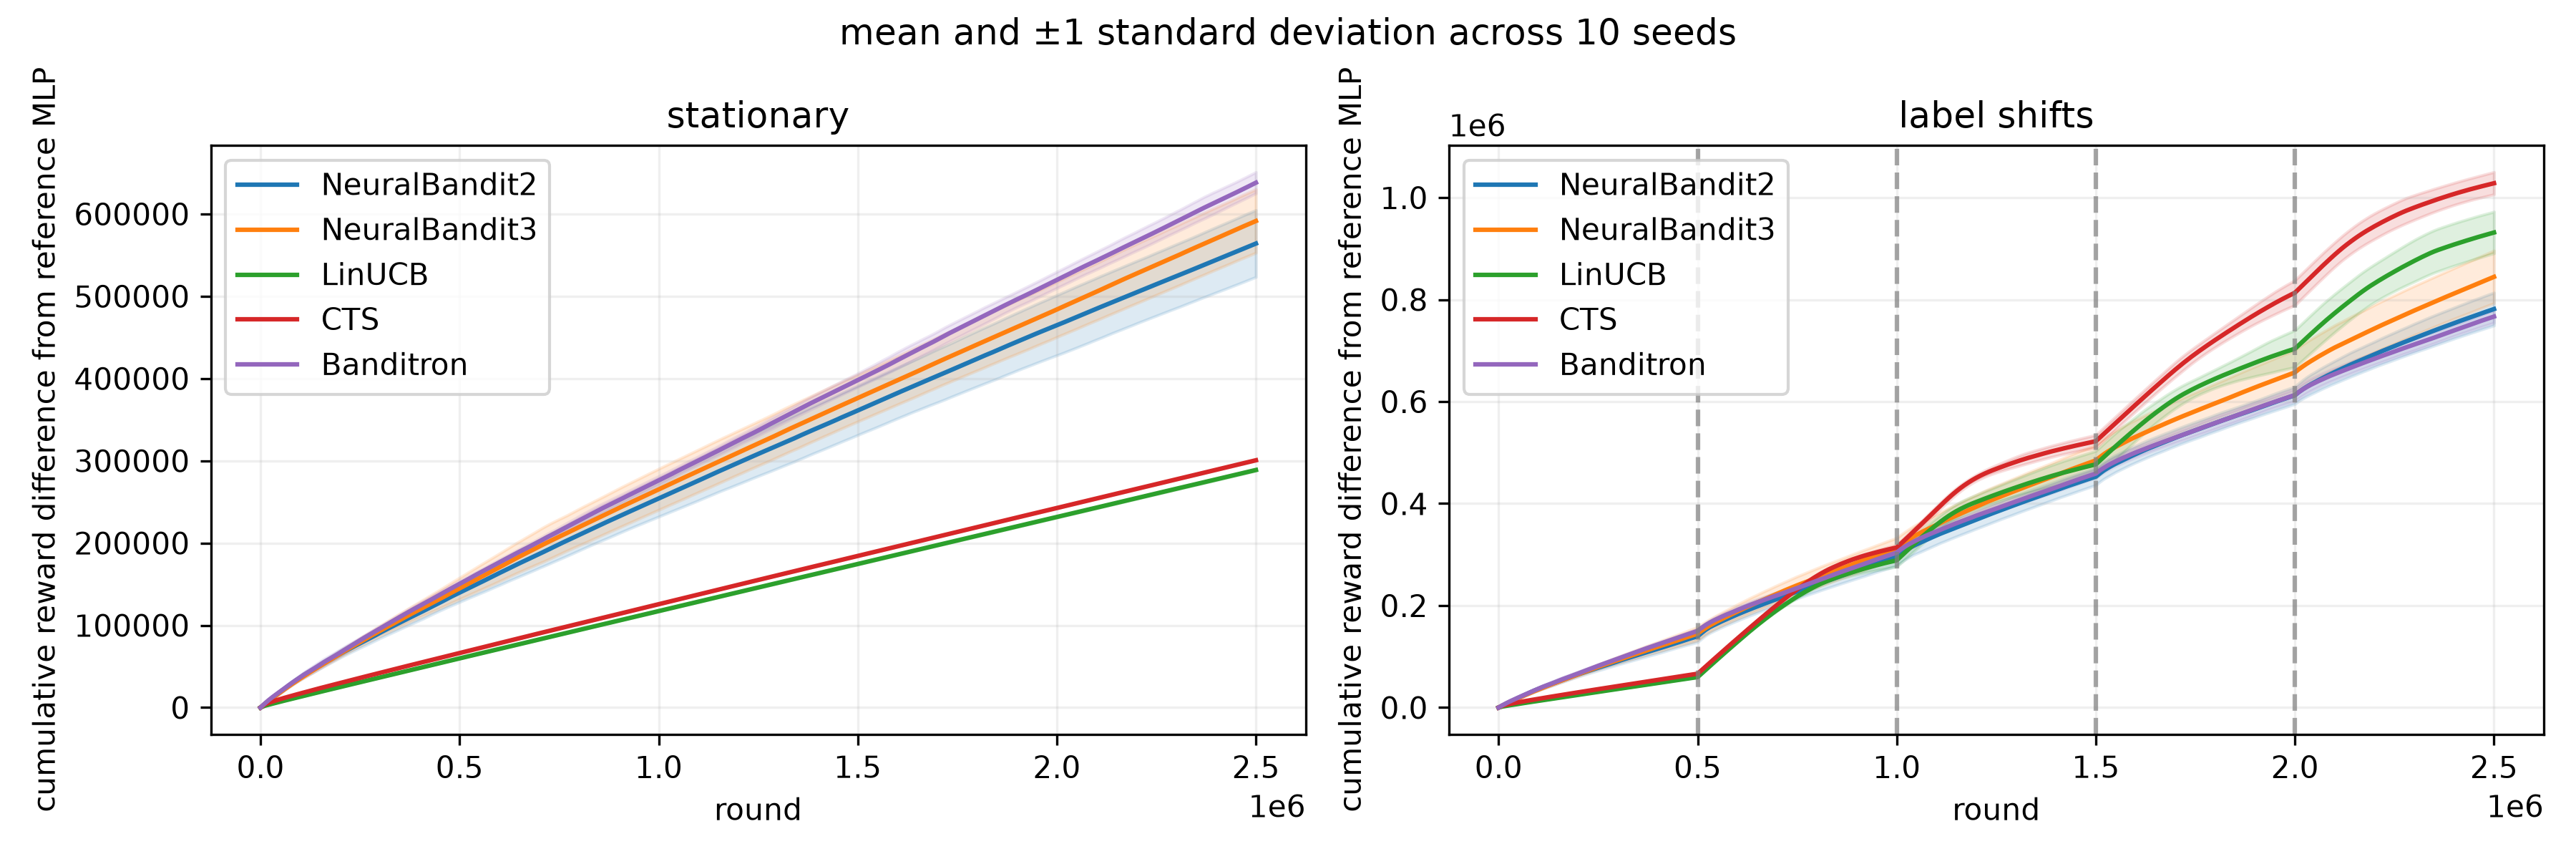 mean and ±1 standard deviation across 10 seeds
stationary
cumulative reward difference from reference MLP
600000
500000
400000
300000
200000
100000
0
NeuralBandit2
NeuralBandit3
LinUCB
CTS
Banditron
0.0 0.5 1.0 1.5 2.0 2.5
1e6
round
label shifts
1e6
cumulative reward difference from reference MLP
1.0
0.8
0.6
0.4
0.2
0.0
NeuralBandit2
NeuralBandit3
LinUCB
CTS
Banditron
0.0 0.5 1.0 1.5 2.0 2.5
1e6
round